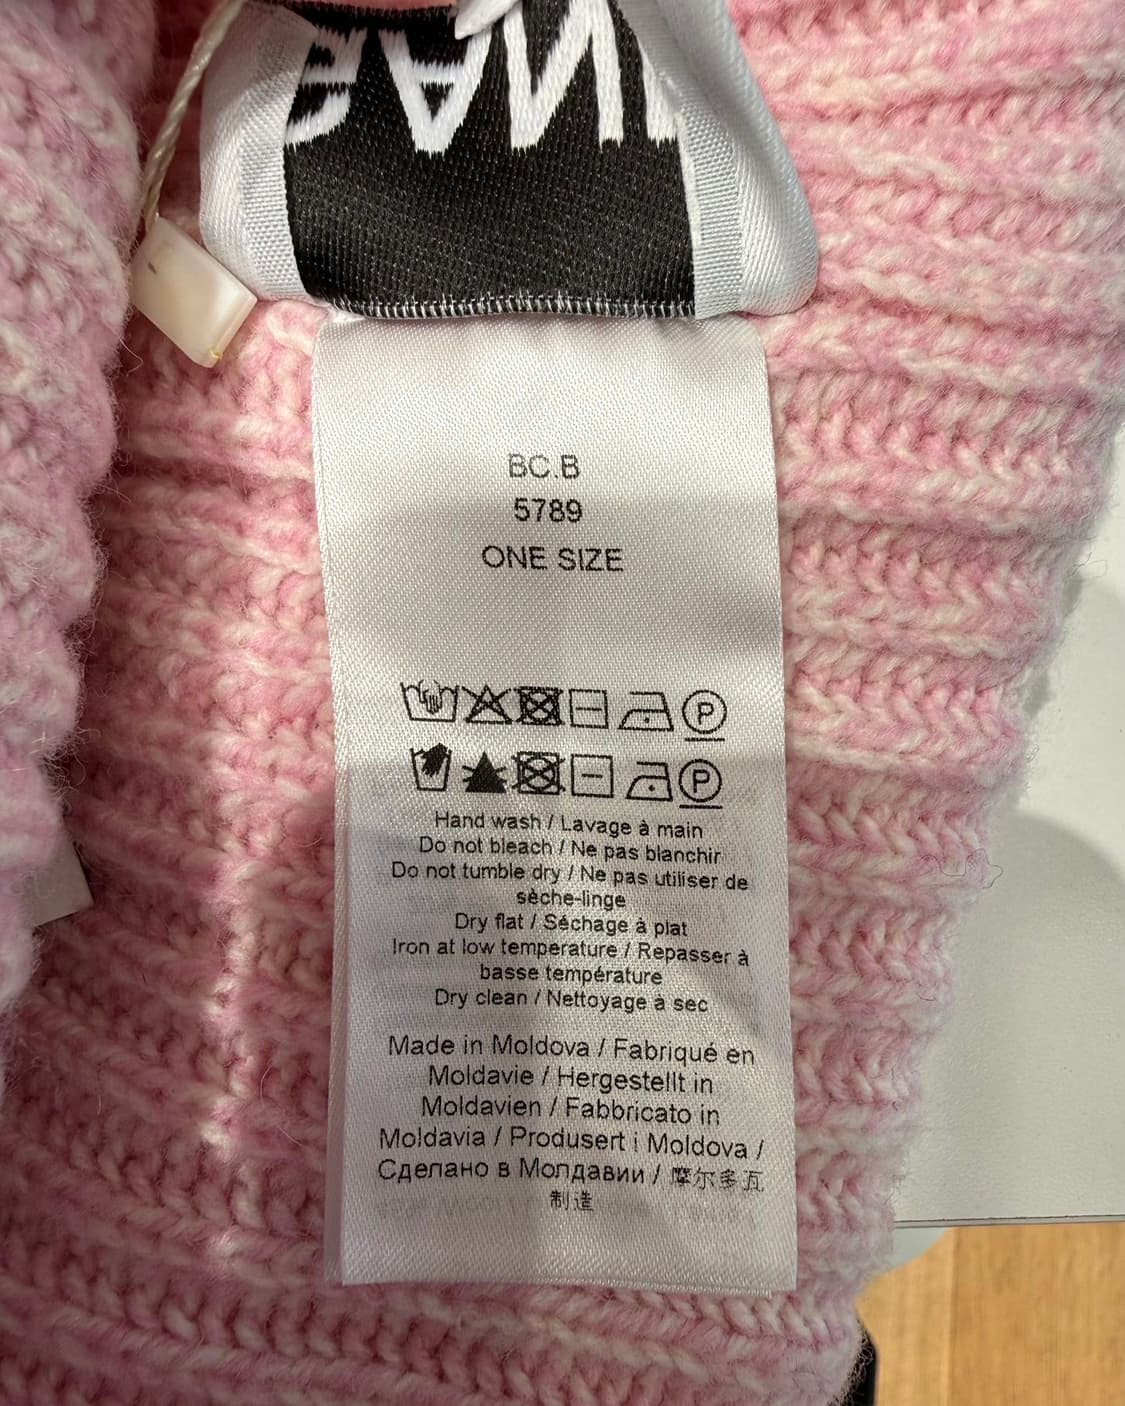 BC.B
5789
ONE SIZE
P
P
Hand wash / Lavage à main
Do not bleach / Ne pas blanchir
Do not tumble dry / Ne pas utiliser de
sèche-linge
Dry flat / Séchage à plat
Iron at low temperature / Repasser à
basse température
Dry clean / Nettoyage à sec
Made in Moldova / Fabriqué en
Moldavie / Hergestellt in
Moldavien / Fabbricato in
Moldavia / Produsert i Moldova /
Сделано в Молдавии / 摩尔多瓦
制造